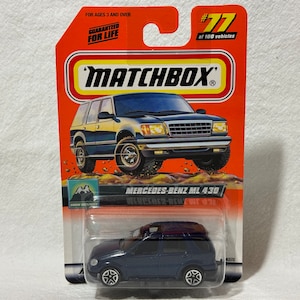 FOR AGES 3 AND OVER
#77
of 100 vehicles
GUARANTEED
FOR LIFE
MATCHBOX®
MERCEDES-BENZ ML 430